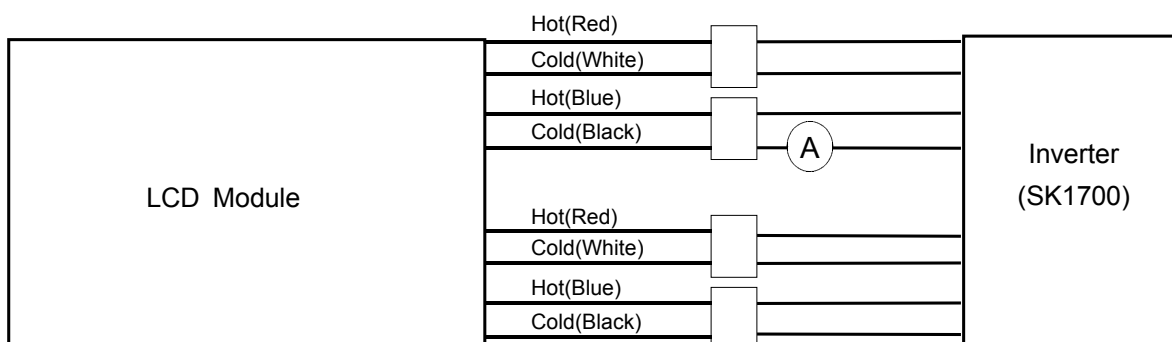 Hot(Red)
Cold(White)
Hot(Blue)
Cold(Black)
A
LCD Module
Inverter
(SK1700)
Hot(Red)
Cold(White)
Hot(Blue)
Cold(Black)